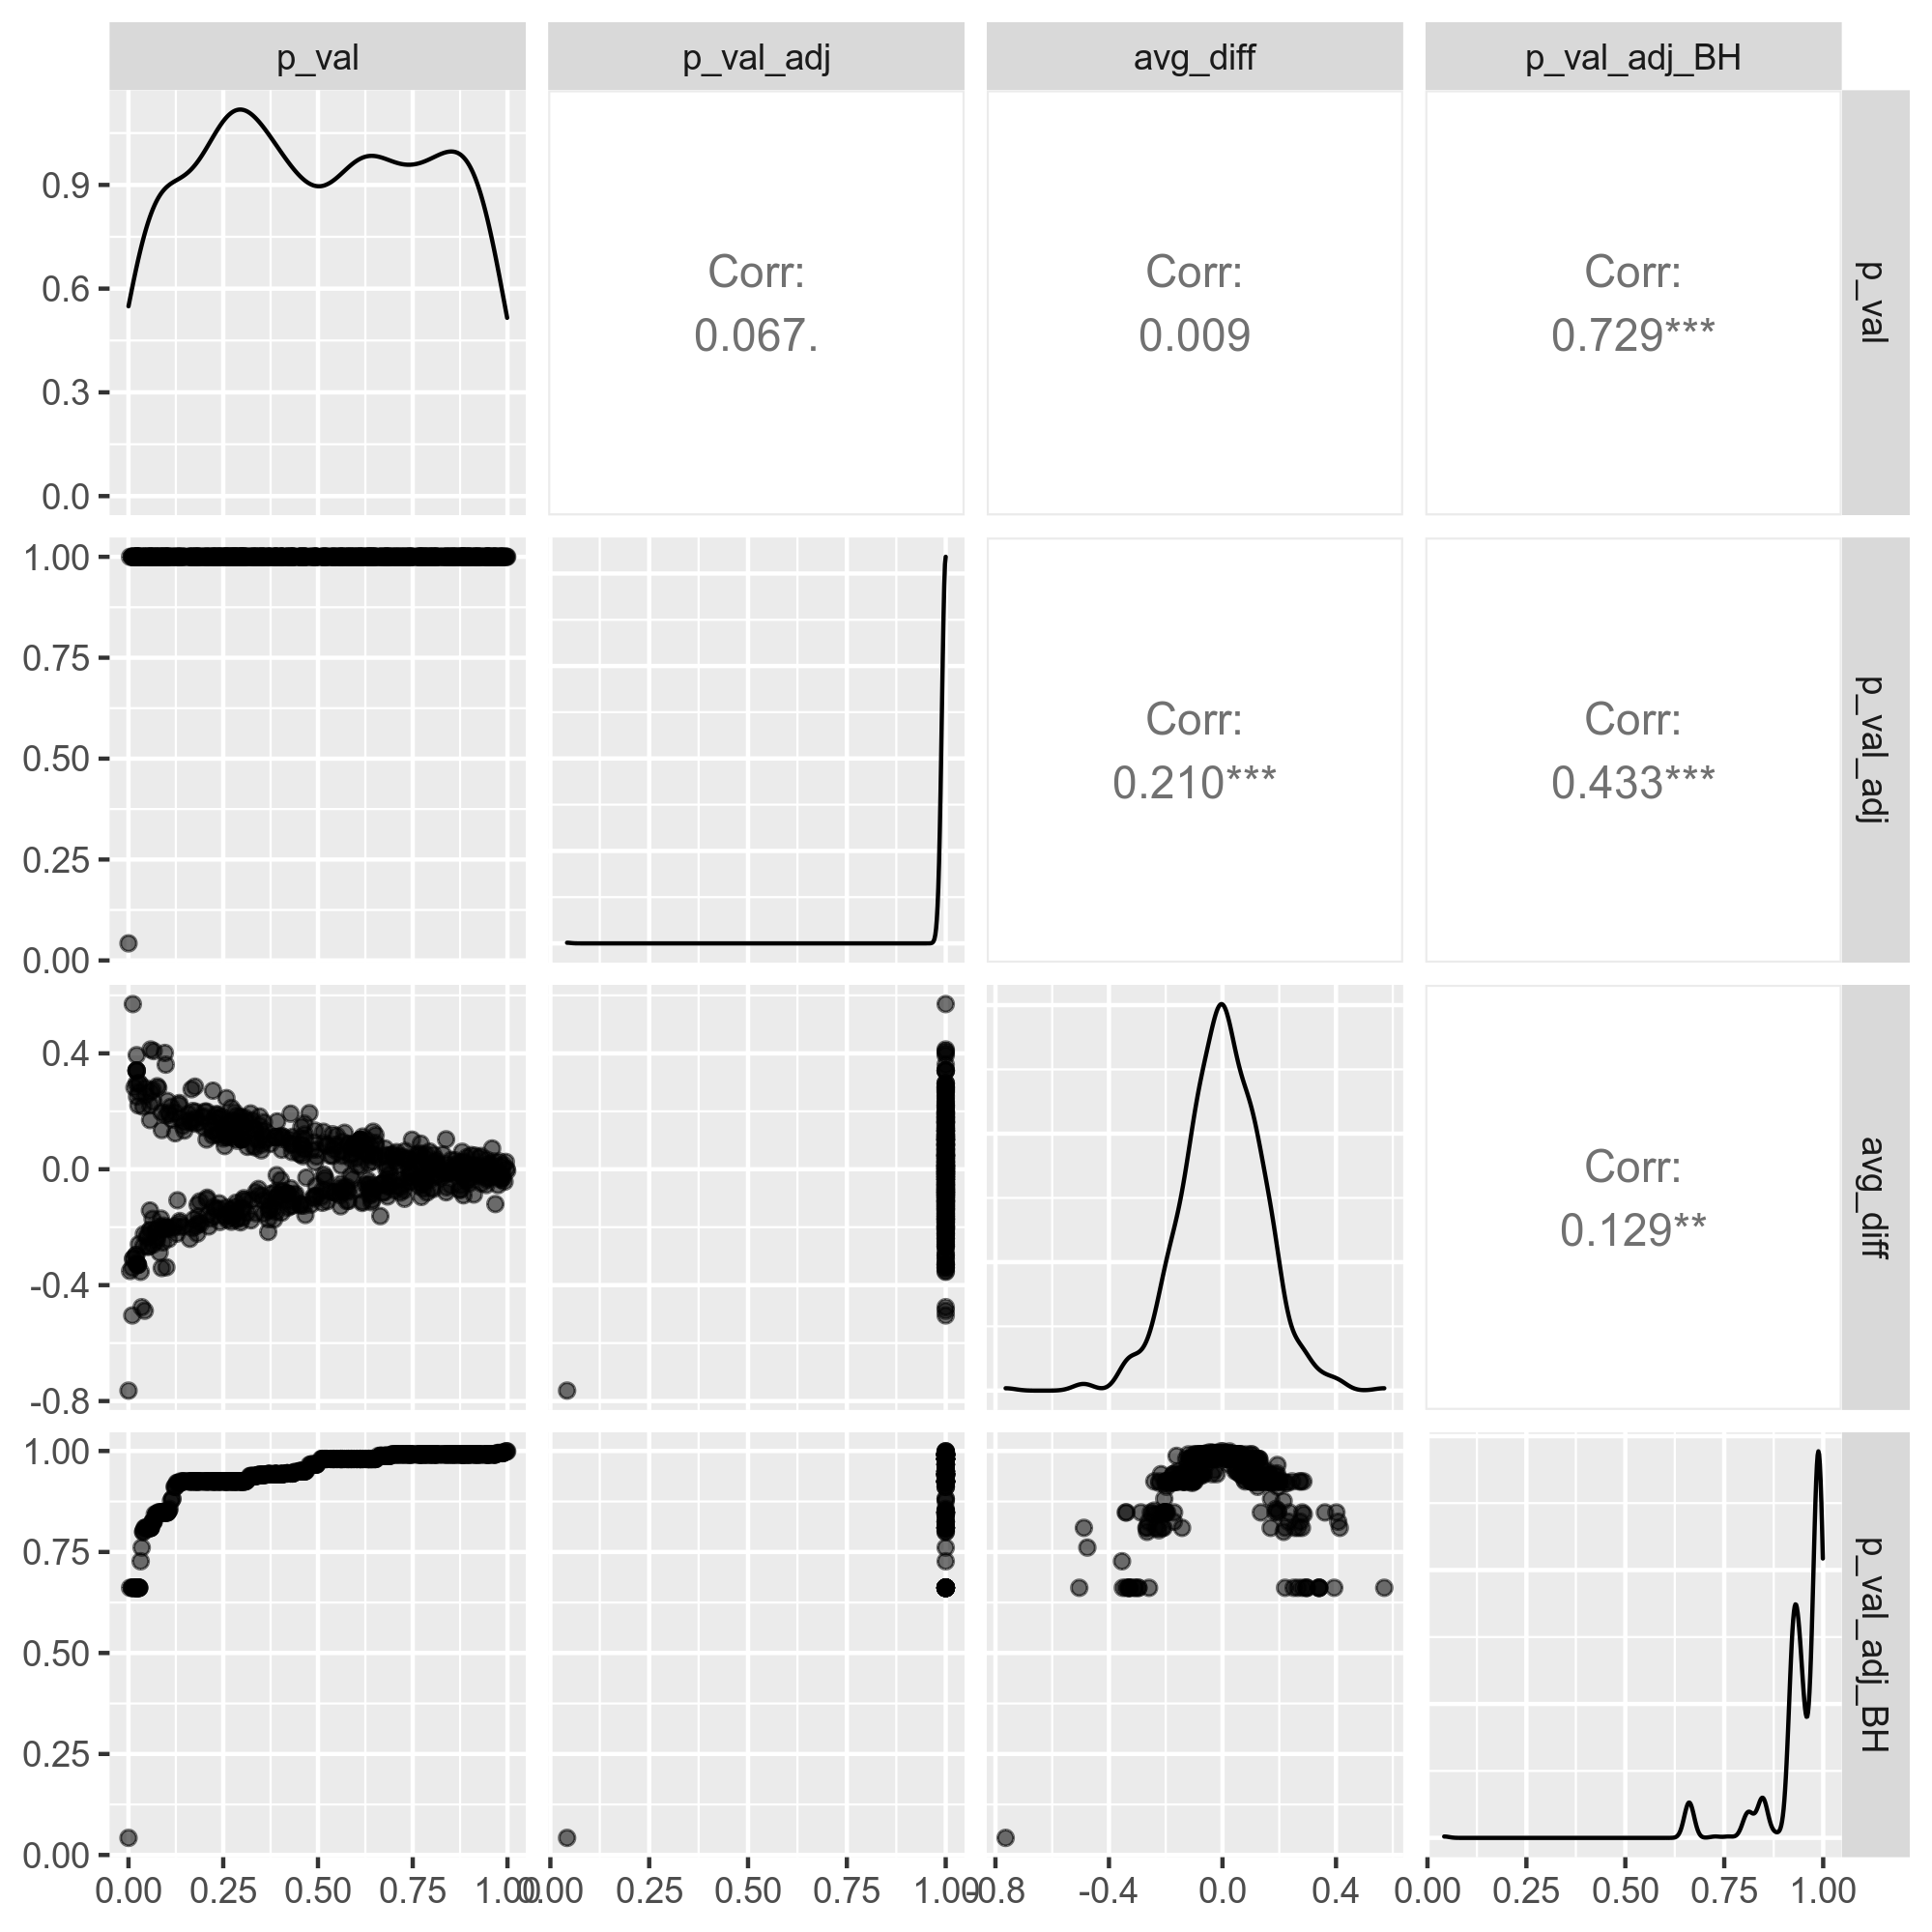 p_val p_val_adj avg_diff p_val_adj_BH
0.9
0.6
0.3
0.0
Corr:
0.067.
Corr:
0.009
Corr:
0.729***
p_val
1.00
0.75
0.50
0.25
0.00
Corr:
0.210***
Corr:
0.433***
p_val_adj
0.4
0.0
-0.4
-0.8
Corr:
0.129**
avg_diff
1.00
0.75
0.50
0.25
0.00
p_val_adj_BH
0.00 0.25 0.50 0.75 1.00
0.00 0.25 0.50 0.75 1.00
-0.8 -0.4 0.0 0.4
0.00 0.25 0.50 0.75 1.00